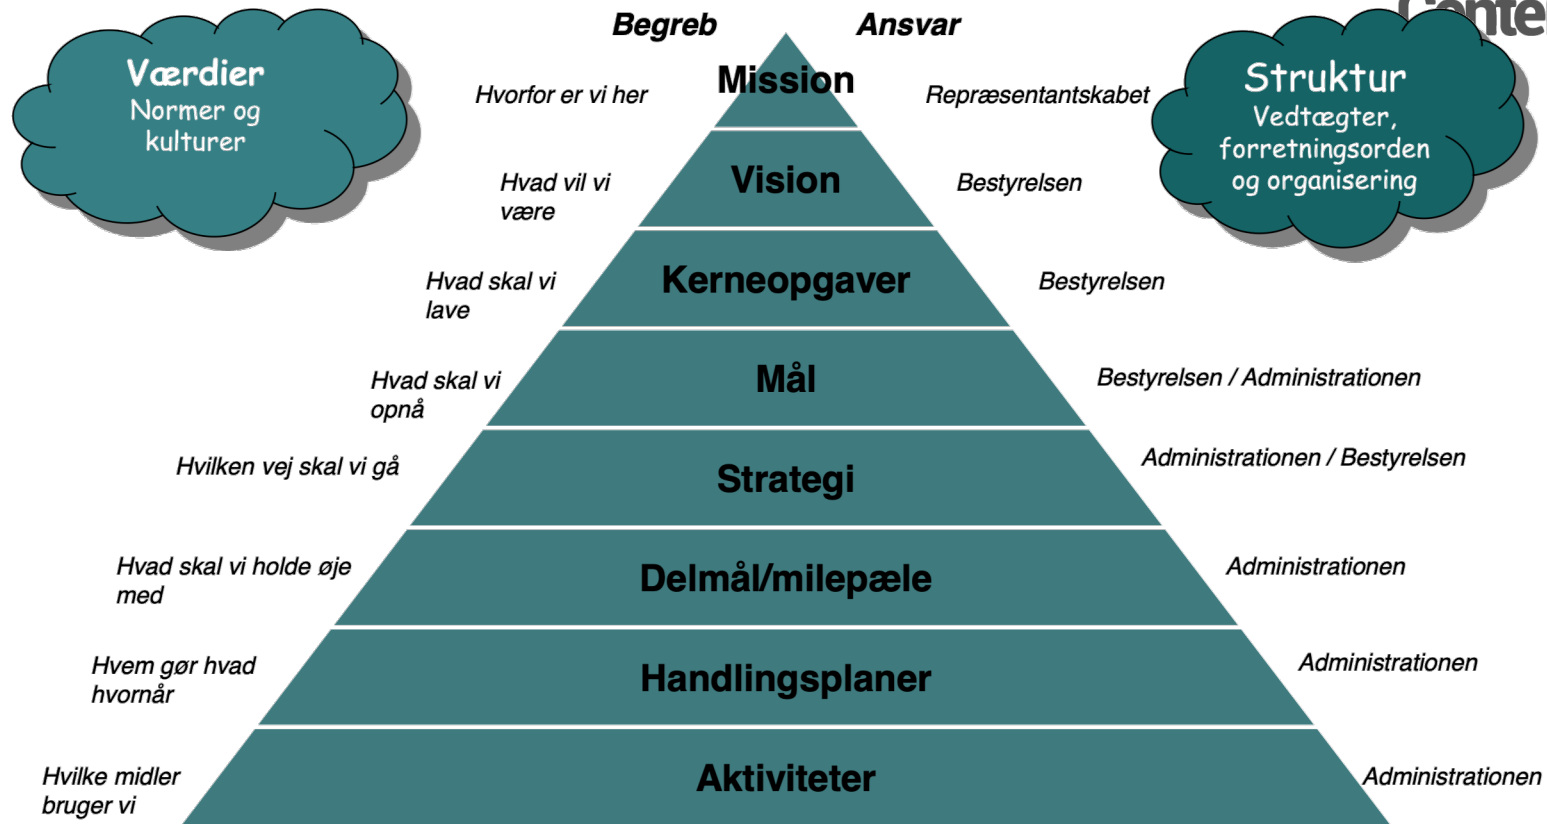 Begreb
Ansvar
Værdier
Normer og
kulturer
Struktur
Vedtægter,
forretningsorden
og organisering
Hvorfor er vi her
Mission
Repræsentantskabet
Hvad vil vi
være
Vision
Bestyrelsen
Hvad skal vi
lave
Kerneopgaver
Bestyrelsen
Hvad skal vi
opnå
Mål
Bestyrelsen / Administrationen
Hvilken vej skal vi gå
Strategi
Administrationen / Bestyrelsen
Hvad skal vi holde øje
med
Delmål/milepæle
Administrationen
Hvem gør hvad
hvornår
Handlingsplaner
Administrationen
Hvilke midler
bruger vi
Aktiviteter
Administrationen